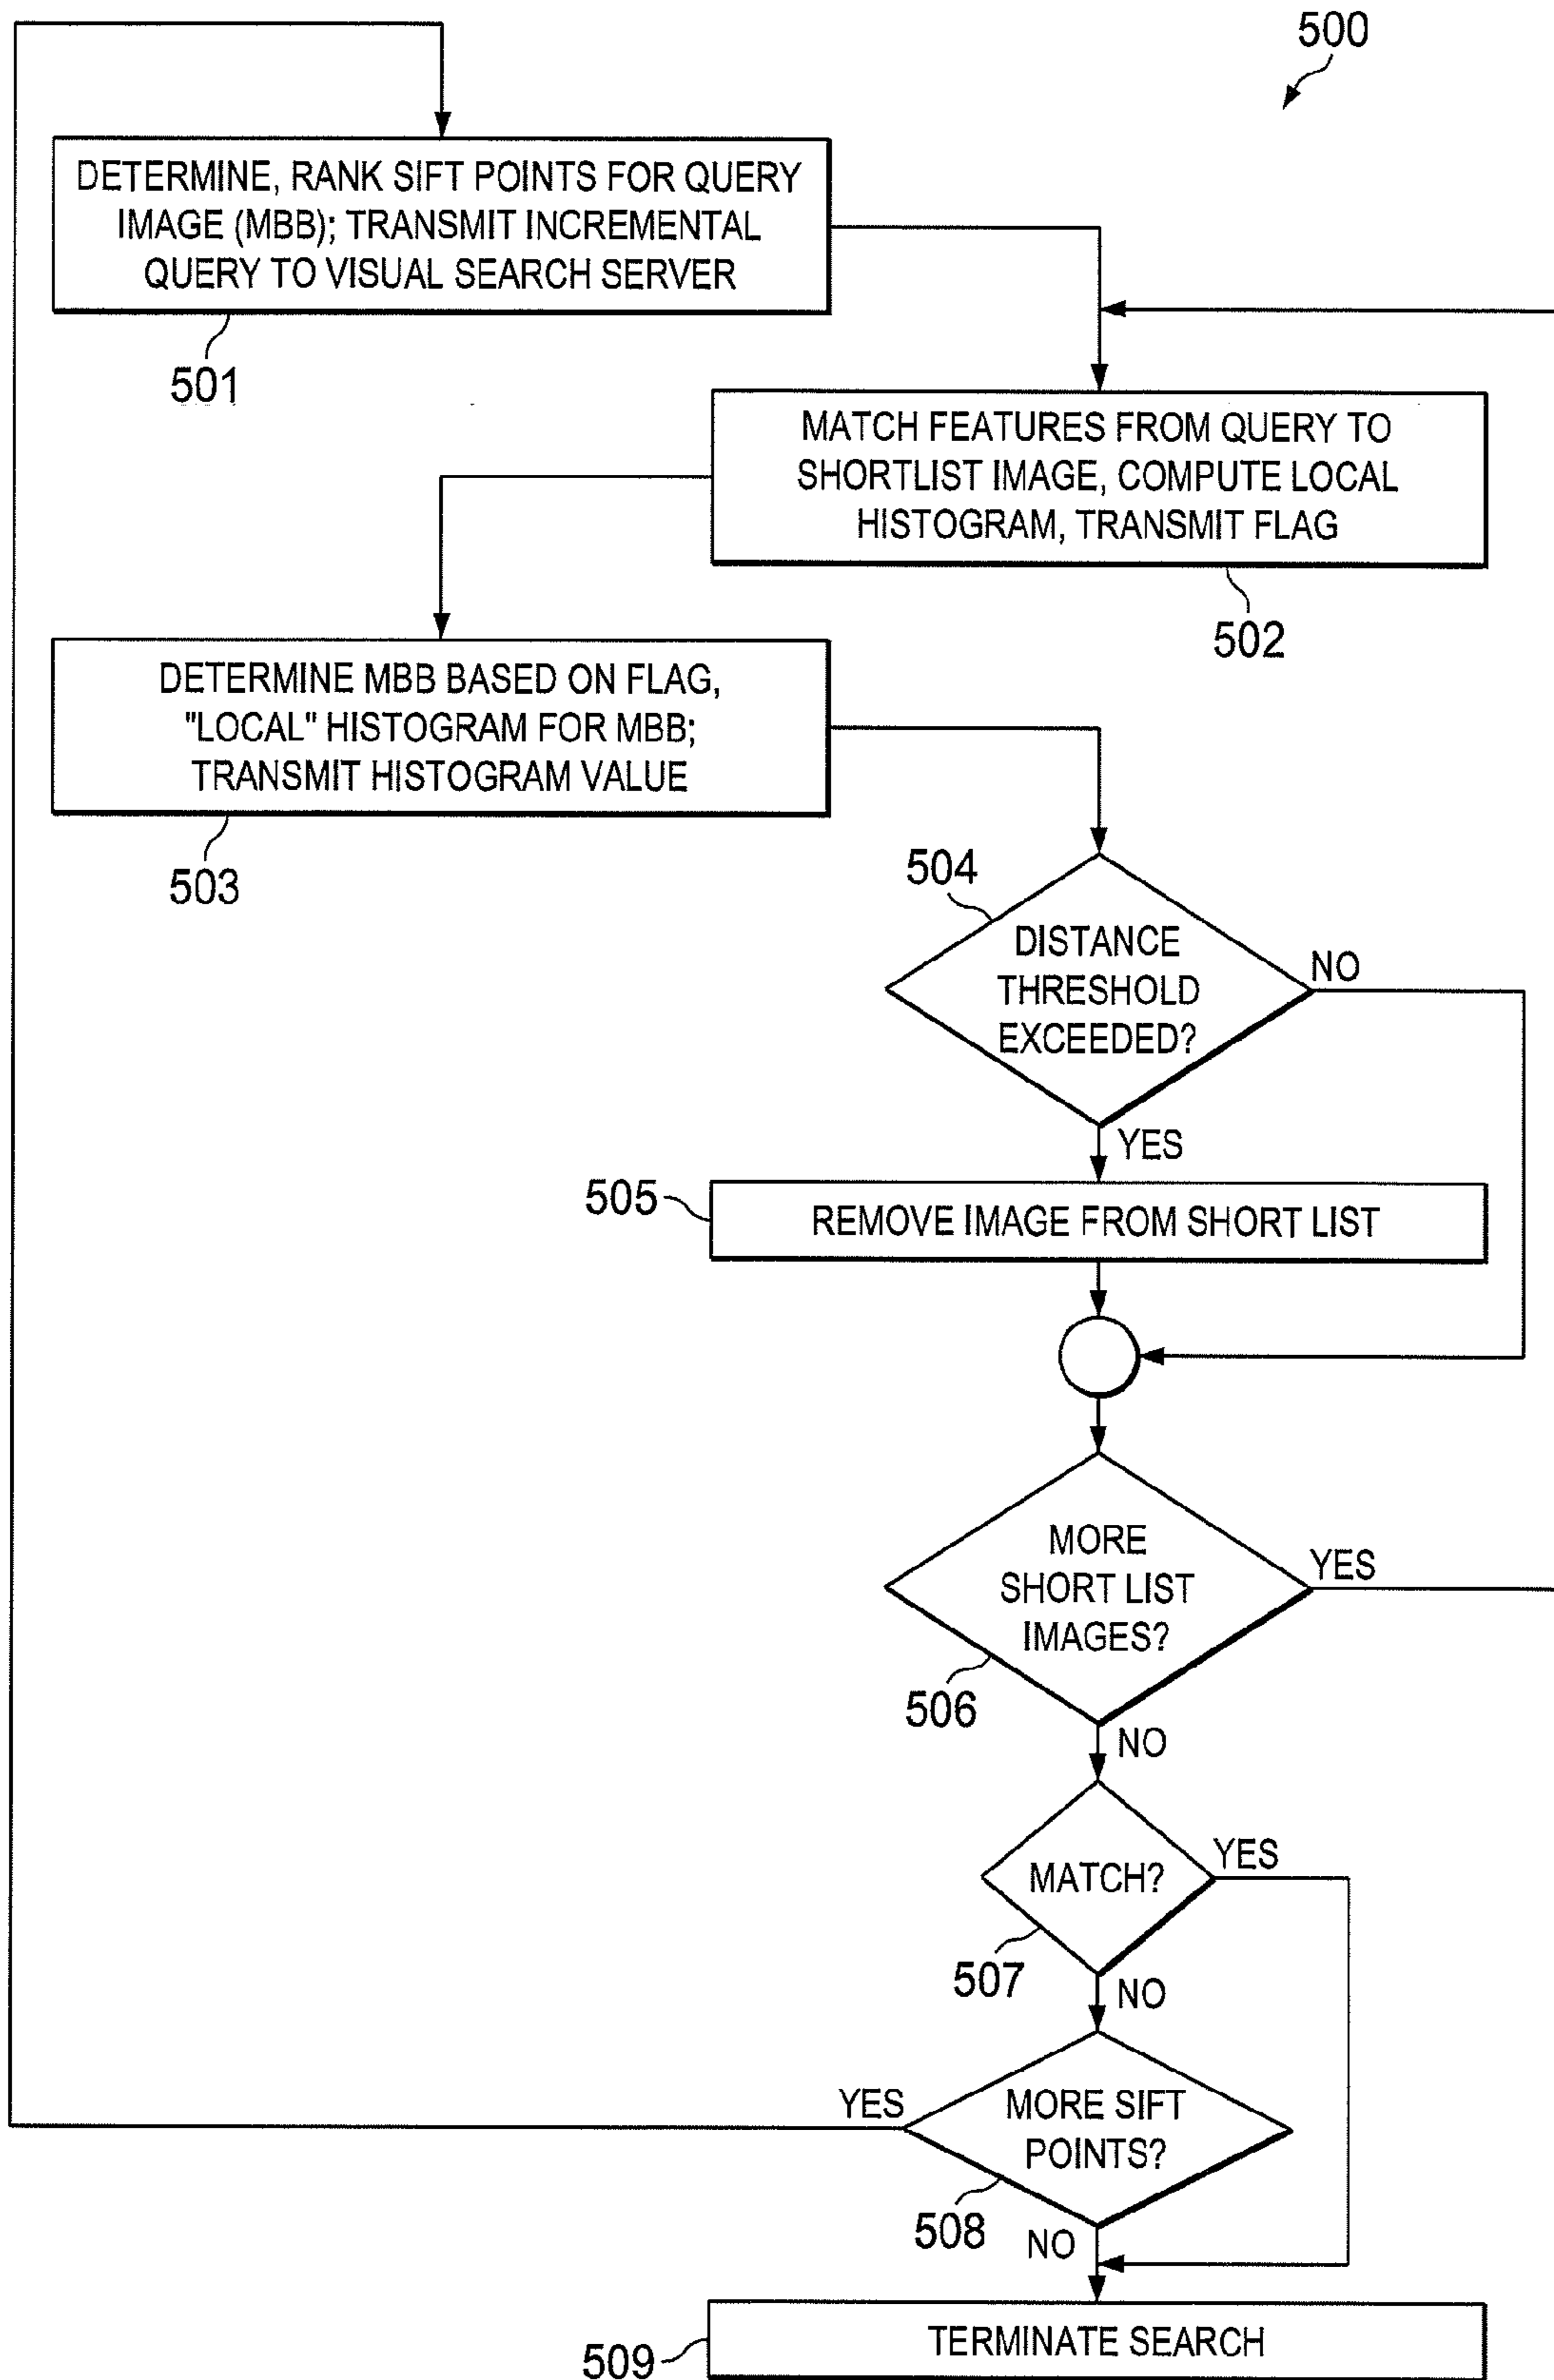 500
DETERMINE, RANK SIFT POINTS FOR QUERY
IMAGE (MBB); TRANSMIT INCREMENTAL
QUERY TO VISUAL SEARCH SERVER
501
MATCH FEATURES FROM QUERY TO
SHORTLIST IMAGE, COMPUTE LOCAL
HISTOGRAM, TRANSMIT FLAG
502
DETERMINE MBB BASED ON FLAG,
"LOCAL" HISTOGRAM FOR MBB;
TRANSMIT HISTOGRAM VALUE
503
504
DISTANCE
THRESHOLD
EXCEEDED?
NO
YES
505
REMOVE IMAGE FROM SHORT LIST
MORE
SHORT LIST
IMAGES?
YES
506
NO
MATCH?
YES
507
NO
YES
MORE SIFT
POINTS?
508
NO
TERMINATE SEARCH
509